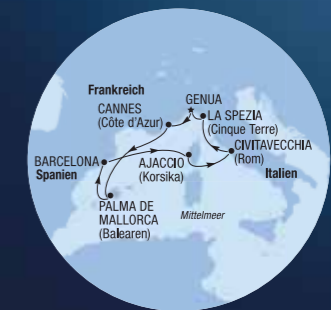 Frankreich
GENUA
CANNES
(Côte d'Azur)
LA SPEZIA
(Cinque Terre)
CIVITAVECCHIA
(Rom)
Italien
BARCELONA
Spanien
AJACCIO
(Korsika)
PALMA DE
MALLORCA
(Balearen)
Mittelmeer